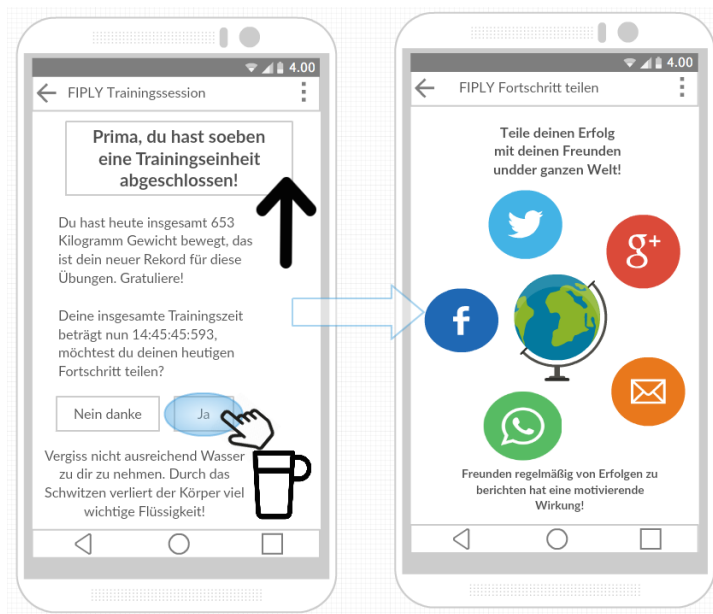 4.00
FIPLY Trainingssession
Prima, du hast soeben
eine Trainingseinheit
abgeschlossen!
Du hast heute insgesamt 653
Kilogramm Gewicht bewegt, das
ist dein neuer Rekord für diese
Übungen. Gratuliere!
Deine insgesamte Trainingszeit
beträgt nun 14:45:45:593,
möchtest du deinen heutigen
Fortschritt teilen?
Nein danke
Ja
Vergiss nicht ausreichend Wasser
zu dir zu nehmen. Durch das
Schwitzen verliert der Körper viel
wichtige Flüssigkeit!
4.00
FIPLY Fortschritt teilen
Teile deinen Erfolg
mit deinen Freunden
undder ganzen Welt!
g+
f
Freunden regelmäßig von Erfolgen zu
berichten hat eine motivierende
Wirkung!